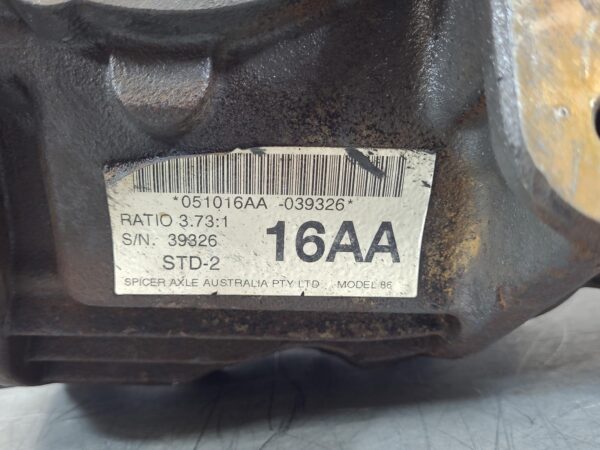 *051016AA -039326*
RATIO 3.73:1
S/N. 39326
16AA
STD-2
SPICER AXLE AUSTRALIA PTY LTD MODEL 86